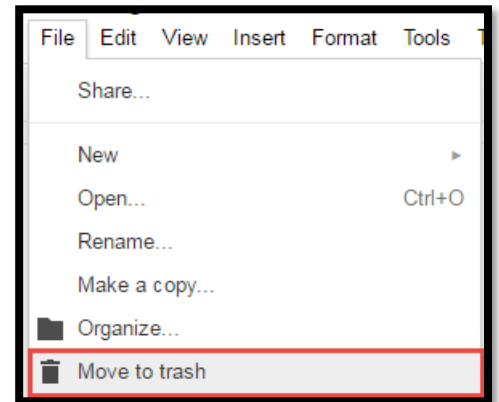 File Edit View Insert Format Tools
Share...
New
Open... Ctrl+O
Rename...
Make a copy...
Organize...
Move to trash